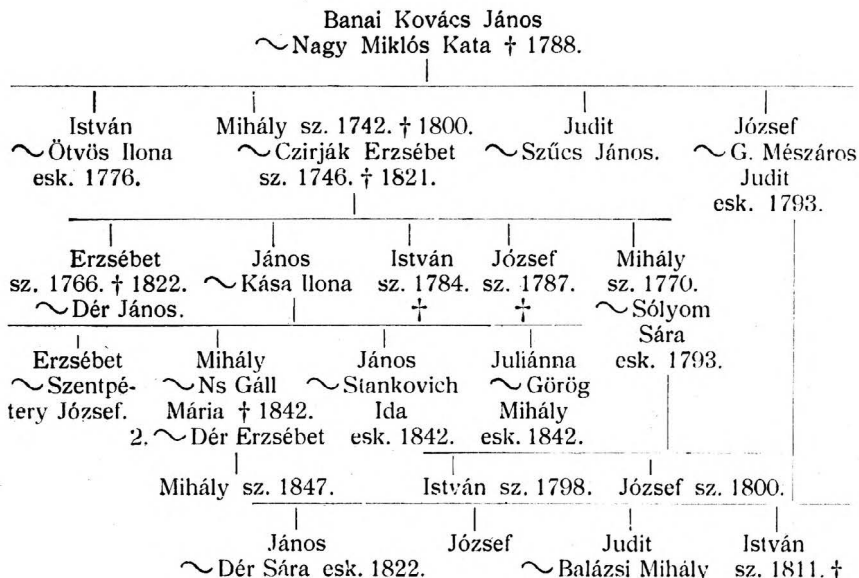 Banai Kovács János
~ Nagy Miklós Kata † 1788.
István Mihály sz. 1742. † 1800. Judit József
~ Ötvös Ilona ~ Czirják Erzsébet ~ Szűcs János. ~ G. Mészáros
esk. 1776. sz. 1746. † 1821. Judit
esk. 1793.
Erzsébet János István József Mihály
sz. 1766. † 1822. ~ Kása Ilona sz. 1784. sz. 1787. sz. 1770.
~ Dér János. † † ~ Sólyom
Sára
Erzsébet Mihály János Juliánna esk. 1793.
~ Szentpé- ~ Ns Gáll ~ Stankovich ~ Görög
tery József. Mária † 1842. Ida Mihály
2. ~ Dér Erzsébet esk. 1842. esk. 1842.
Mihály sz. 1847. István sz. 1798. József sz. 1800.
János József Judit István
~ Dér Sára esk. 1822. ~ Balázsi Mihály sz. 1811. †